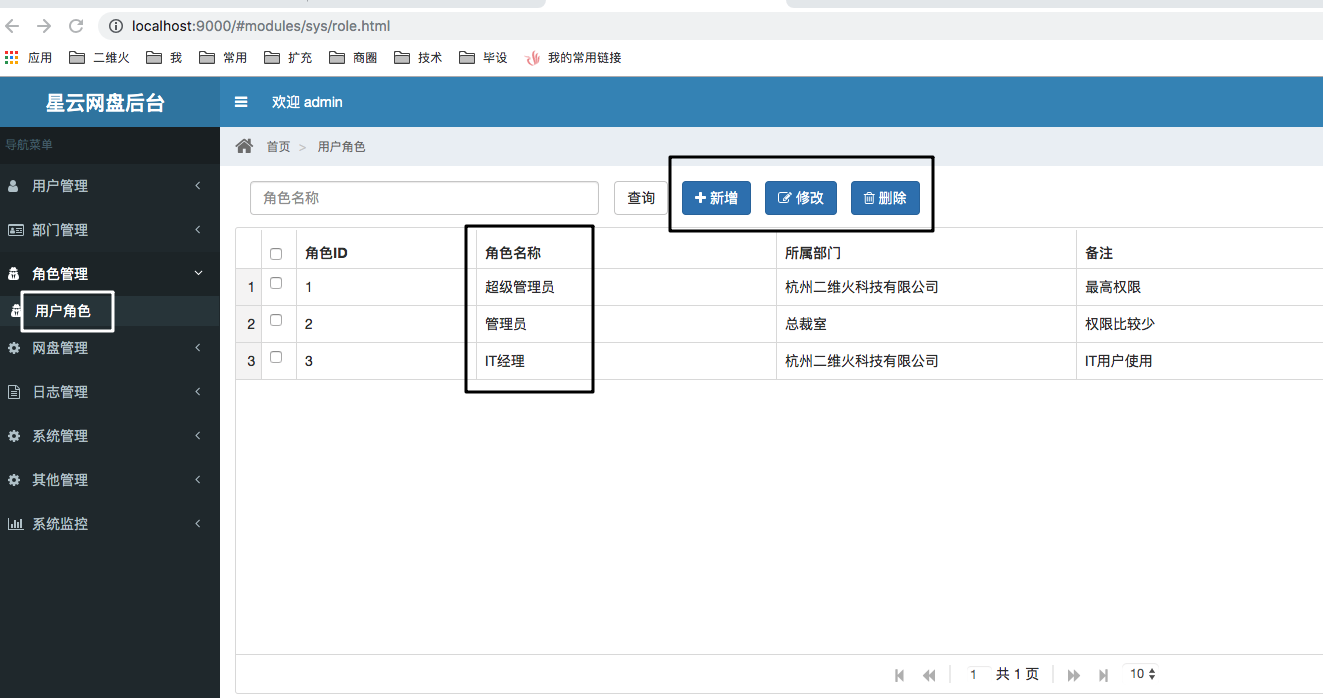 localhost:9000/#modules/sys/role.html
应用 二维火 我 常用 扩充 商圈 技术 毕设 我的常用链接
星云网盘后台 欢迎 admin
导航菜单
首页 > 用户角色
用户管理
部门管理
角色管理
用户角色
网盘管理
日志管理
系统管理
其他管理
系统监控
角色名称 查询 新增 修改 删除
角色ID 角色名称 所属部门 备注
1 1 超级管理员 杭州二维火科技有限公司 最高权限
2 2 管理员 总裁室 权限比较少
3 3 IT经理 杭州二维火科技有限公司 IT用户使用
1 共 1 页 10